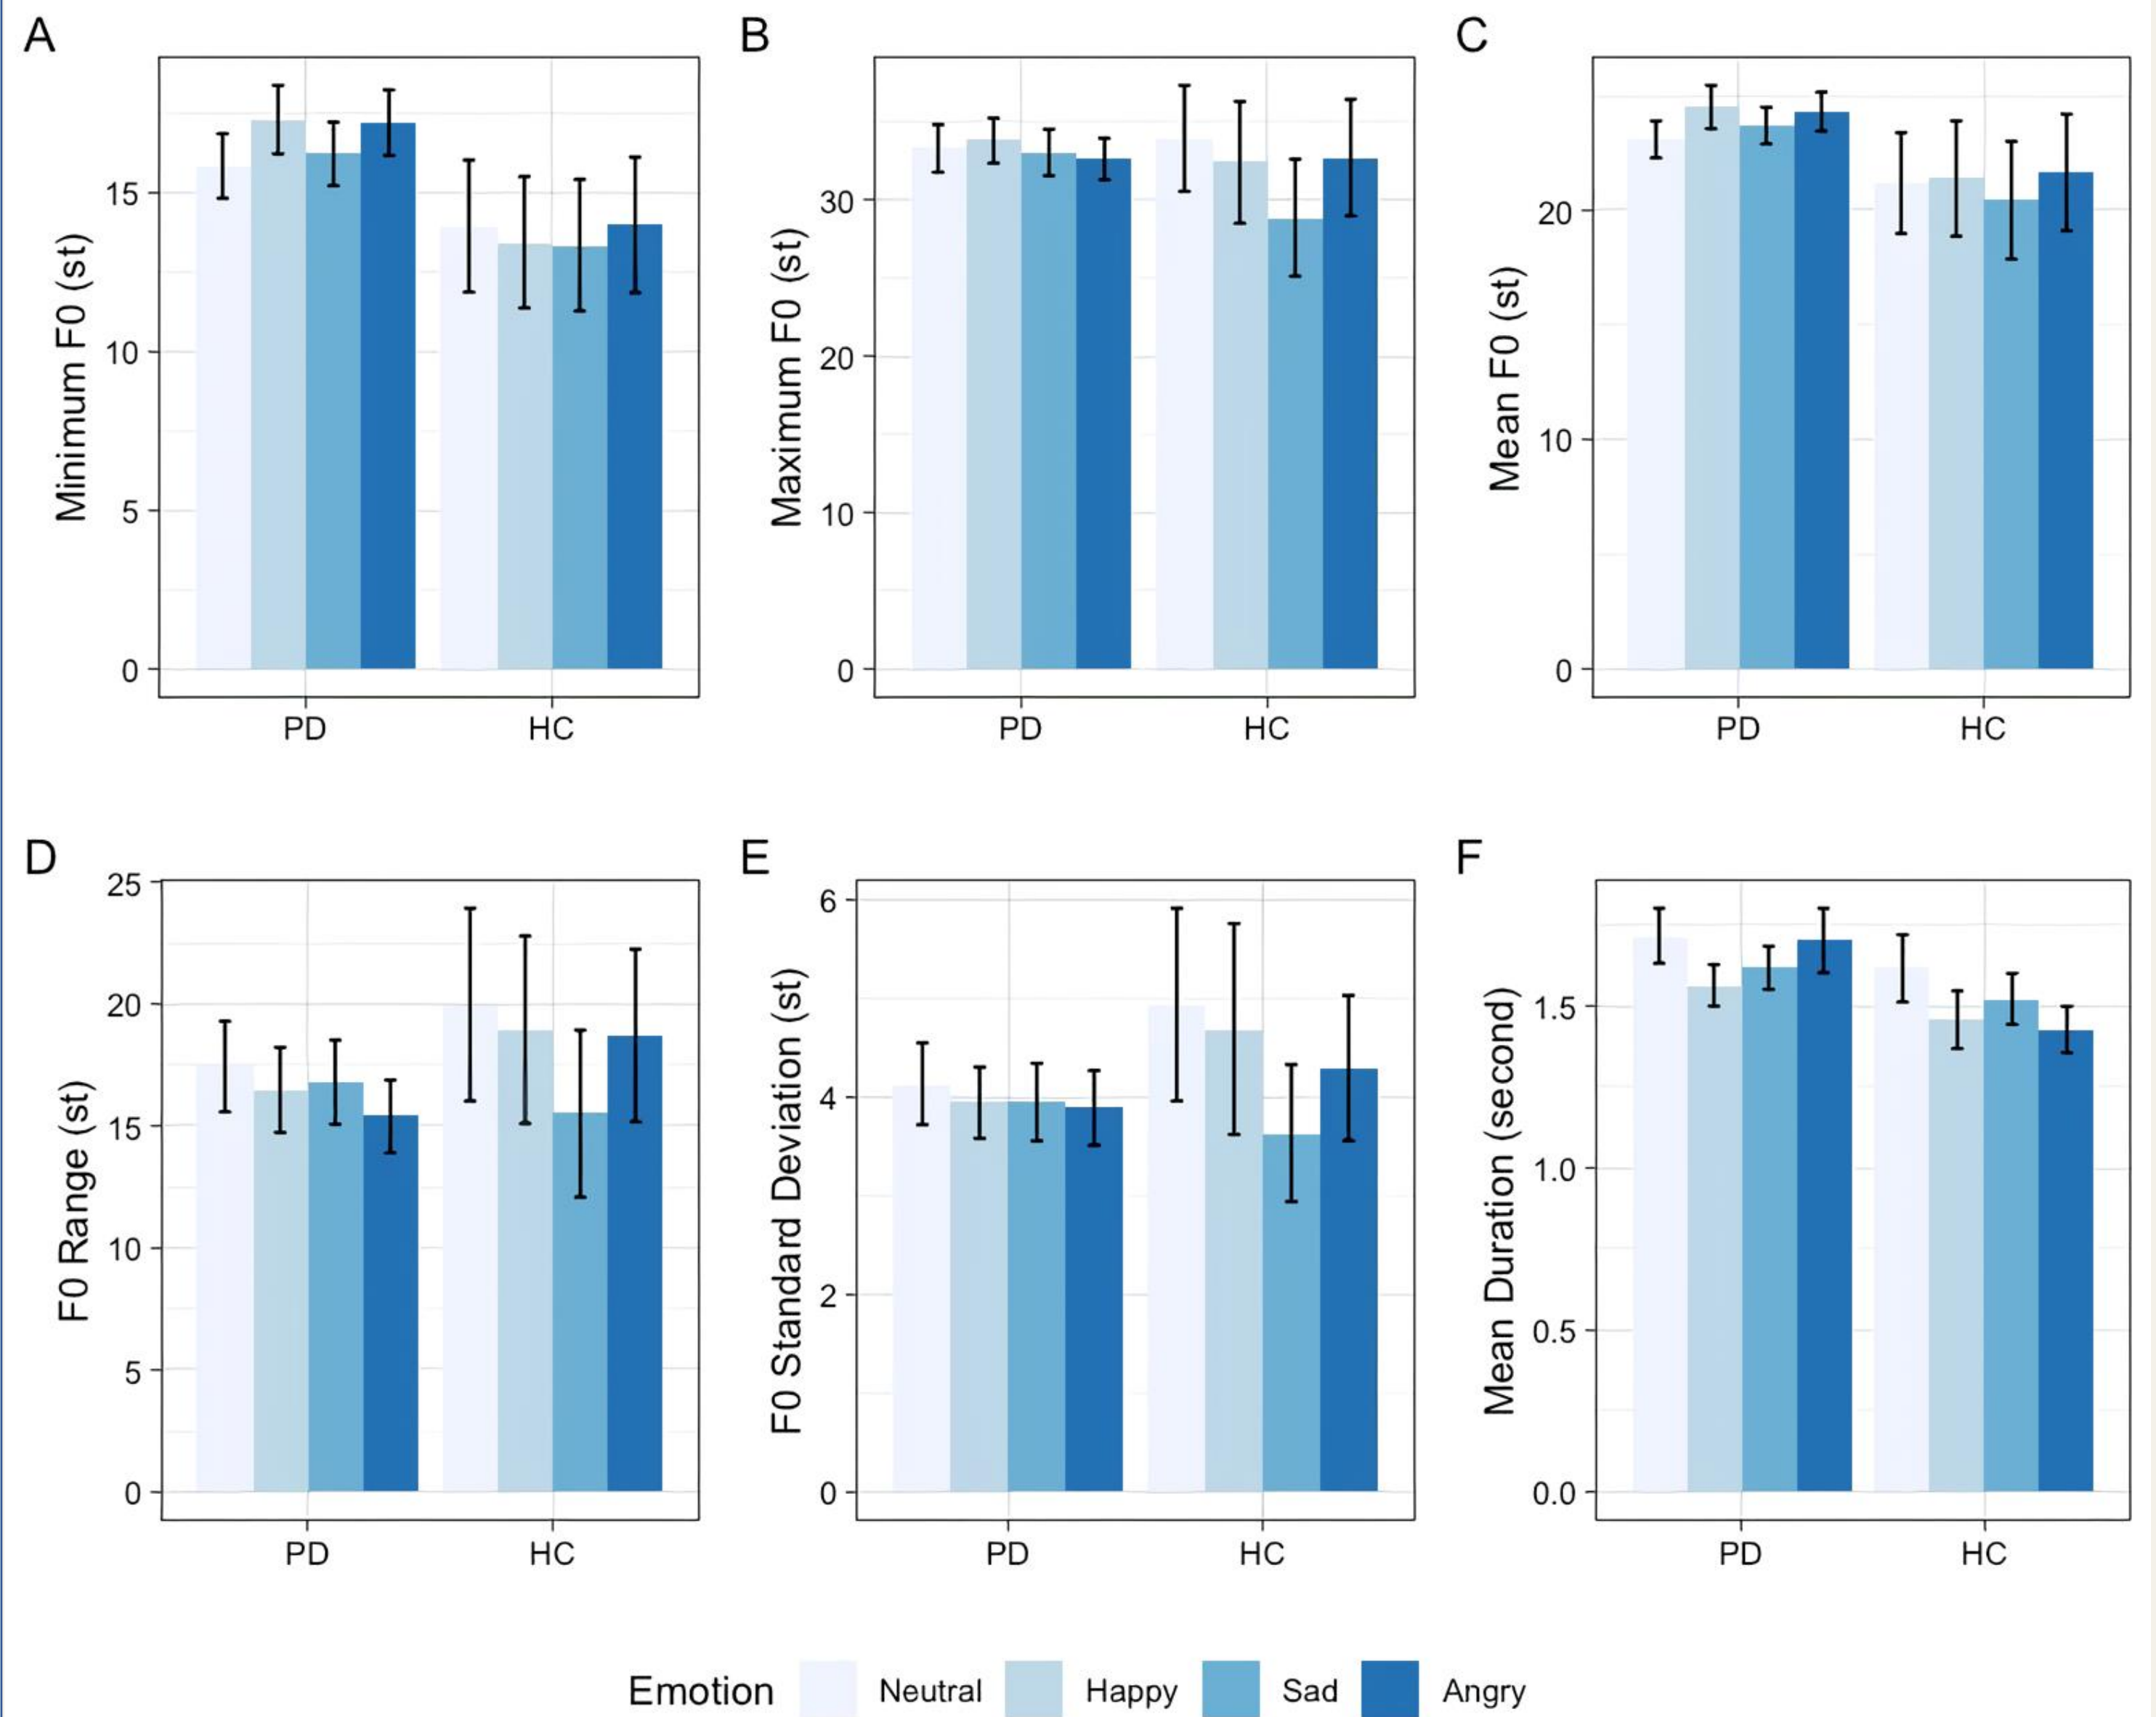 A
Minimum F0 (st)
15
10
5
0
PD
HC
B
Maximum F0 (st)
30
20
10
0
PD
HC
C
Mean F0 (st)
20
10
0
PD
HC
D
F0 Range (st)
25
20
15
10
5
0
PD
HC
E
F0 Standard Deviation (st)
6
4
2
0
PD
HC
F
Mean Duration (second)
1.5
1.0
0.5
0.0
PD
HC
Emotion Neutral Happy Sad Angry